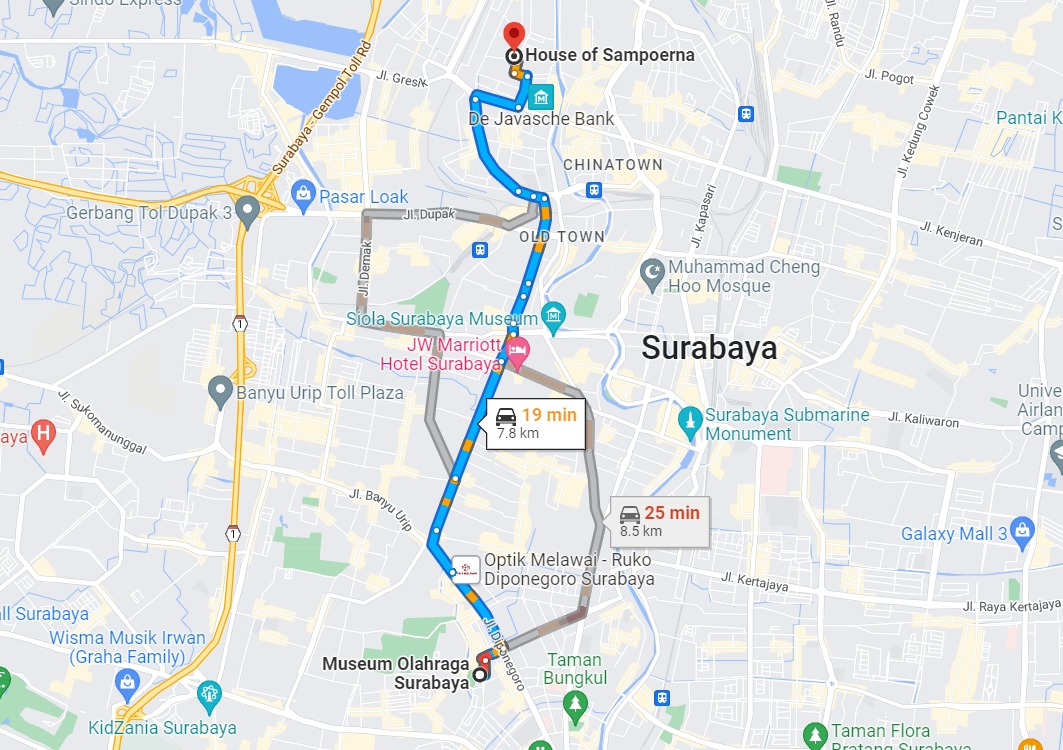 Sindo Express
Jl. Randu
House of Sampoerna
Jl. Gresik
Jl. Pogot
De Javasche Bank
Pantai K
Surabaya - Gempol Toll Rd
Jl. Kedung Cowek
CHINATOWN
Pasar Loak
Gerbang Tol Dupak 3
Jl. Dupak
Jl. Kapasari
Jl. Kenjeran
S
OLD TOWN
Jl. Demak
Muhammad Cheng
Hoo Mosque
Siola Surabaya Museum
1
JW Marriott
Hotel Surabaya
Surabaya
Banyu Urip Toll Plaza
Unive
Airlan
Camp
Jl. Sukomanunggal
19 min
7.8 km
Surabaya Submarine
Monument
Jl. Kaliwaron
aya
H
Jl. Banyu Urip
25 min
8.5 km
1
Galaxy Mall 3
Optik Melawai - Ruko
Diponegoro Surabaya
Jl. Kertajaya
Jl. Raya Kertajaya
all Surabaya
Wisma Musik Irwan
(Graha Family)
Jl. Diponegoro
Museum Olahraga
Surabaya
Taman
Bungkul
KidZania Surabaya
Taman Flora
Bratang Surabaya